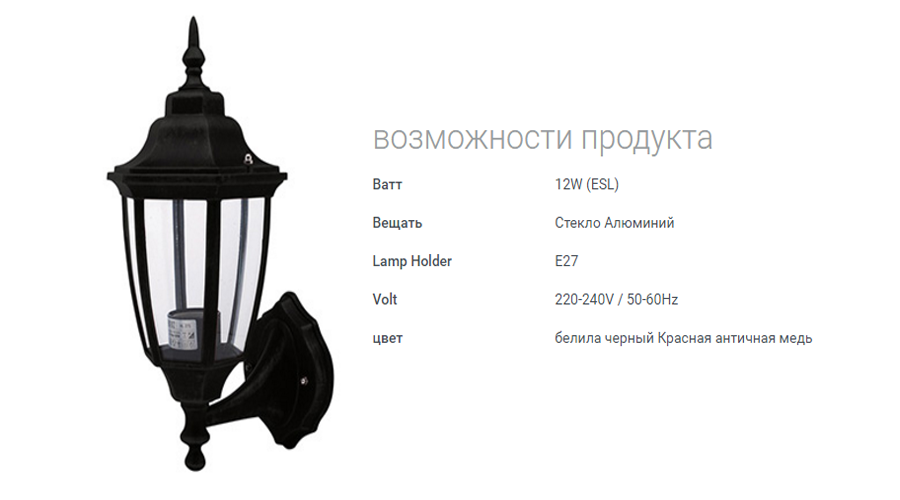 возможности продукта
Ватт 12W (ESL)
Вещать Стекло Алюминий
Lamp Holder E27
Volt 220-240V / 50-60Hz
цвет белила черный Красная античная медь